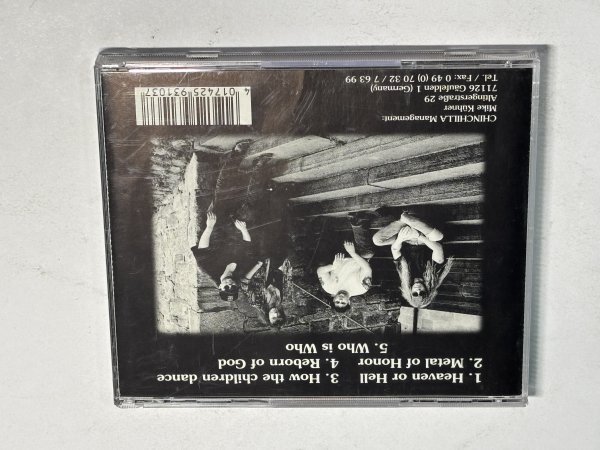 1. Heaven or Hell 3. How the children dance
2. Metal of Honor 4. Reborn of God
5. Who is Who
CHINCHILLA Management:
Mike Kühner
Altingerstraße 29
71126 Gäufelden 1 (Germany)
Tel. / Fax: 0 49 (0) 70 32 / 7 63 99
4 017425 931037